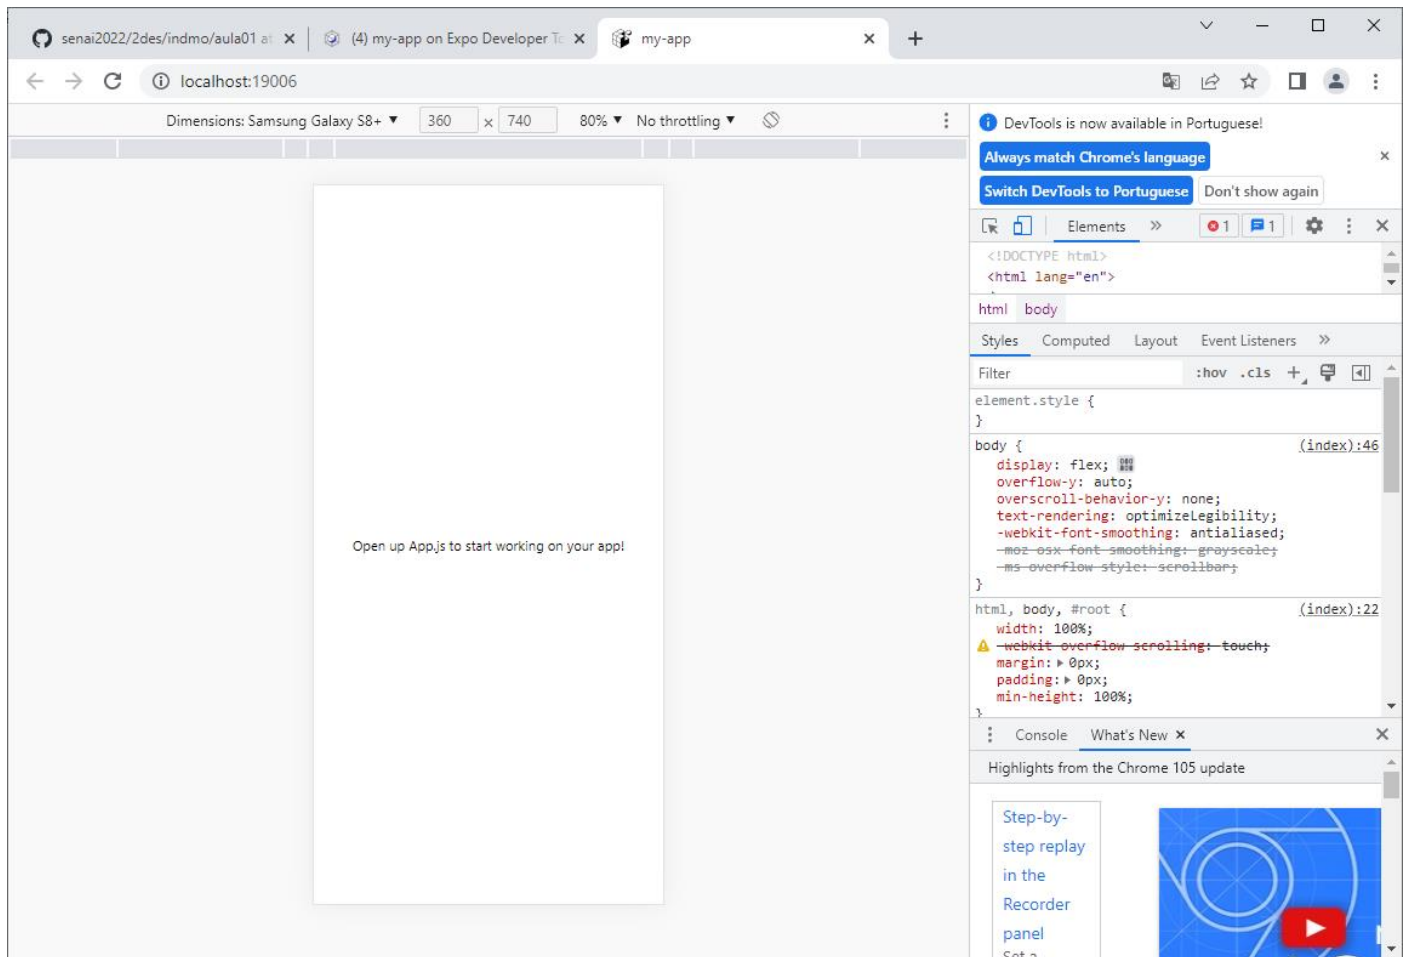 senai2022/2des/indmo/aula01 at
(4) my-app on Expo Developer To
my-app
localhost:19006
Dimensions: Samsung Galaxy S8+ ▼ 360 x 740 80% ▼ No throttling ▼
DevTools is now available in Portuguese!
Always match Chrome's language
Switch DevTools to Portuguese Don't show again
Elements » 1 1
<!DOCTYPE html>
<html lang="en">
html body
Styles Computed Layout Event Listeners »
Filter :hov .cls +
element.style {
}
body { (index):46
display: flex;
overflow-y: auto;
overscroll-behavior-y: none;
text-rendering: optimizeLegibility;
-webkit-font-smoothing: antialiased;
-moz-osx-font-smoothing: grayscale;
-ms-overflow-style: scrollbar;
}
html, body, #root { (index):22
width: 100%;
-webkit-overflow-scrolling: touch;
margin: 0px;
padding: 0px;
min-height: 100%;
}
Open up App.js to start working on your app!
Console What's New
Highlights from the Chrome 105 update
Step-by-
step replay
in the
Recorder
panel
Set a